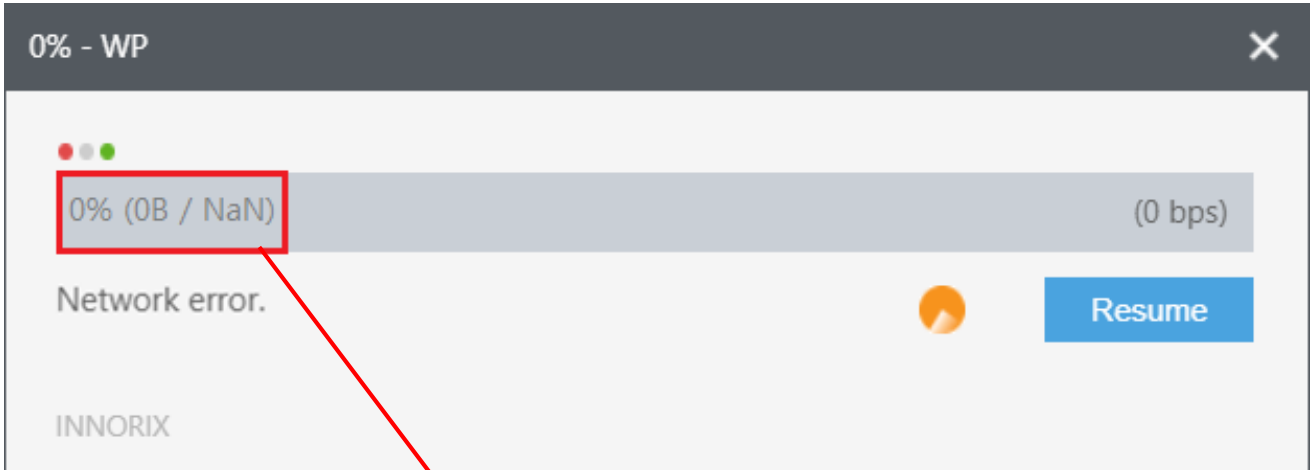 0% - WP
0% (0B / NaN) (0 bps)
Network error.
Resume
INNORIX